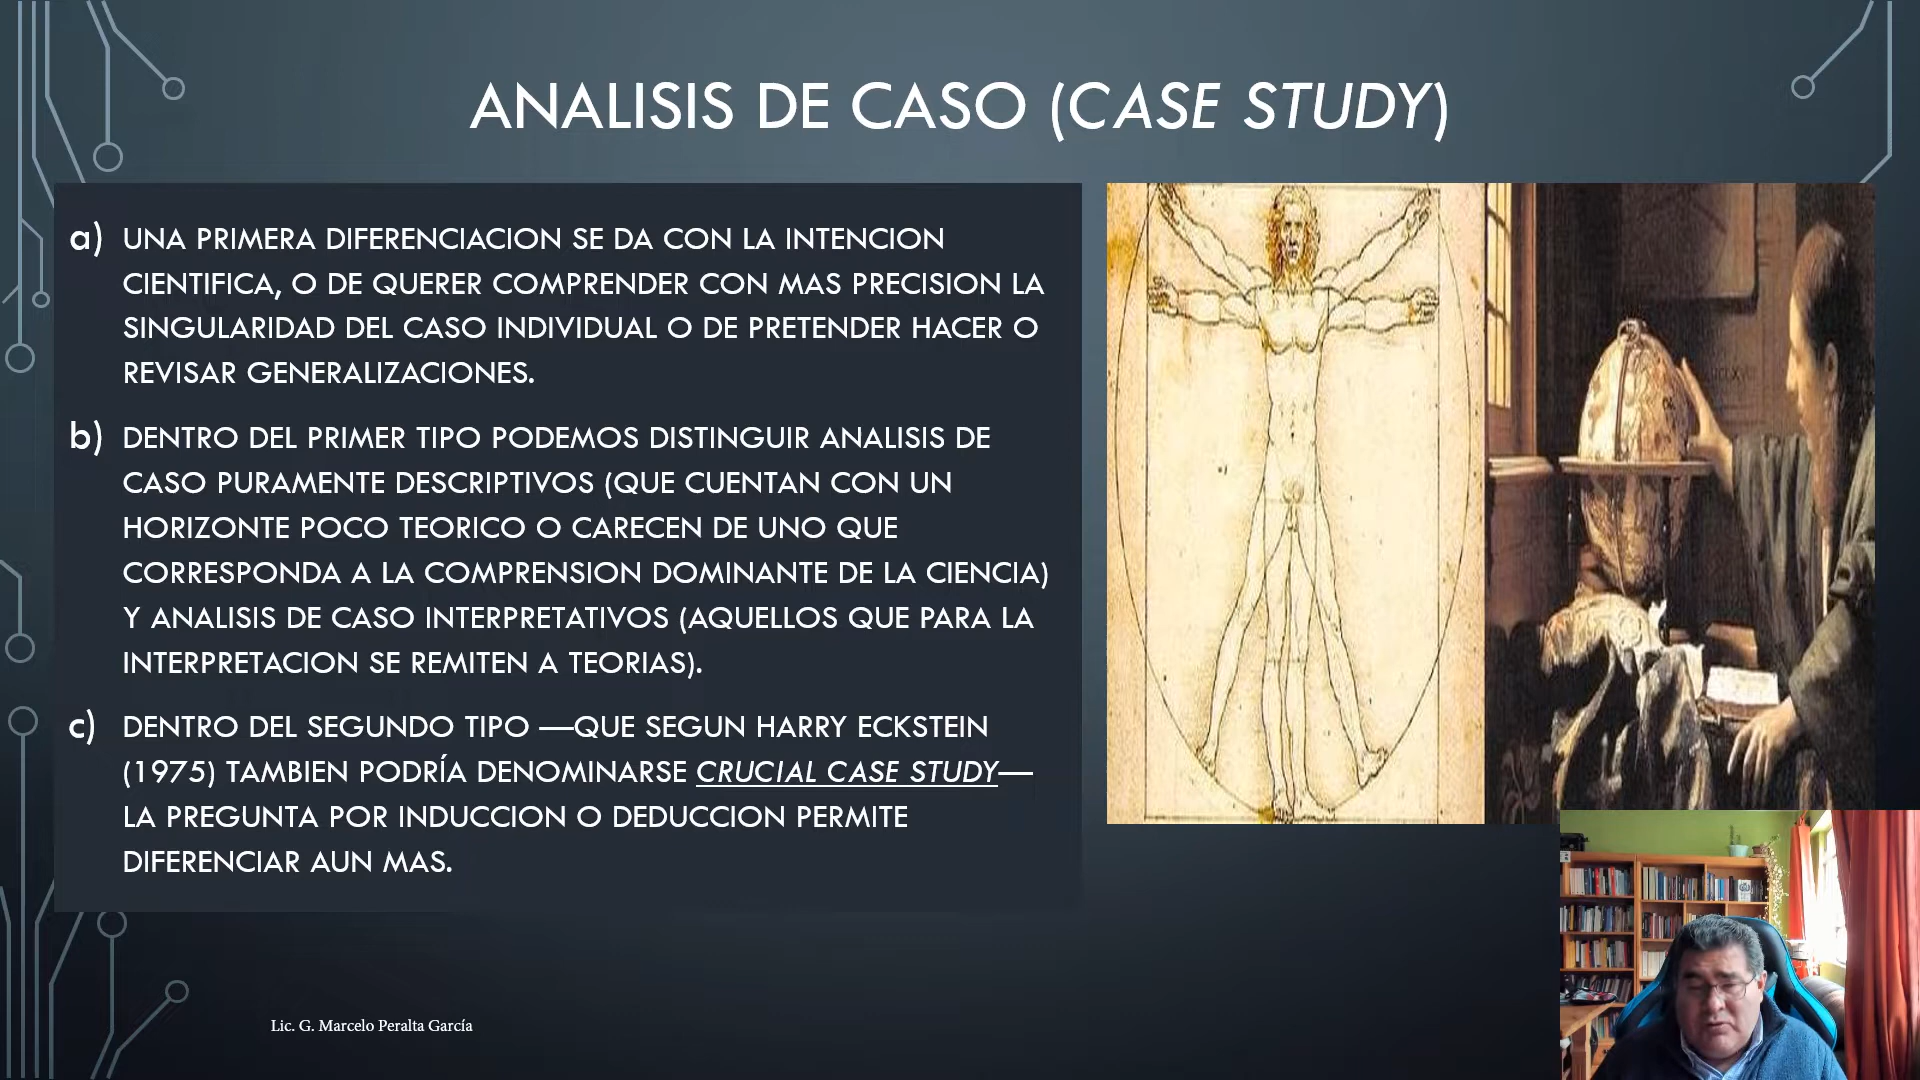 ANALISIS DE CASO (CASE STUDY)
a) UNA PRIMERA DIFERENCIACION SE DA CON LA INTENCION
CIENTIFICA, O DE QUERER COMPRENDER CON MAS PRECISION LA
SINGULARIDAD DEL CASO INDIVIDUAL O DE PRETENDER HACER O
REVISAR GENERALIZACIONES.
b) DENTRO DEL PRIMER TIPO PODEMOS DISTINGUIR ANALISIS DE
CASO PURAMENTE DESCRIPTIVOS (QUE CUENTAN CON UN
HORIZONTE POCO TEORICO O CARECEN DE UNO QUE
CORRESPONDA A LA COMPRENSION DOMINANTE DE LA CIENCIA)
Y ANALISIS DE CASO INTERPRETATIVOS (AQUELLOS QUE PARA LA
INTERPRETACION SE REMITEN A TEORIAS).
c) DENTRO DEL SEGUNDO TIPO —QUE SEGUN HARRY ECKSTEIN
(1975) TAMBIEN PODRÍA DENOMINARSE CRUCIAL CASE STUDY—
LA PREGUNTA POR INDUCCION O DEDUCCION PERMITE
DIFERENCIAR AUN MAS.
Lic. G. Marcelo Peralta García